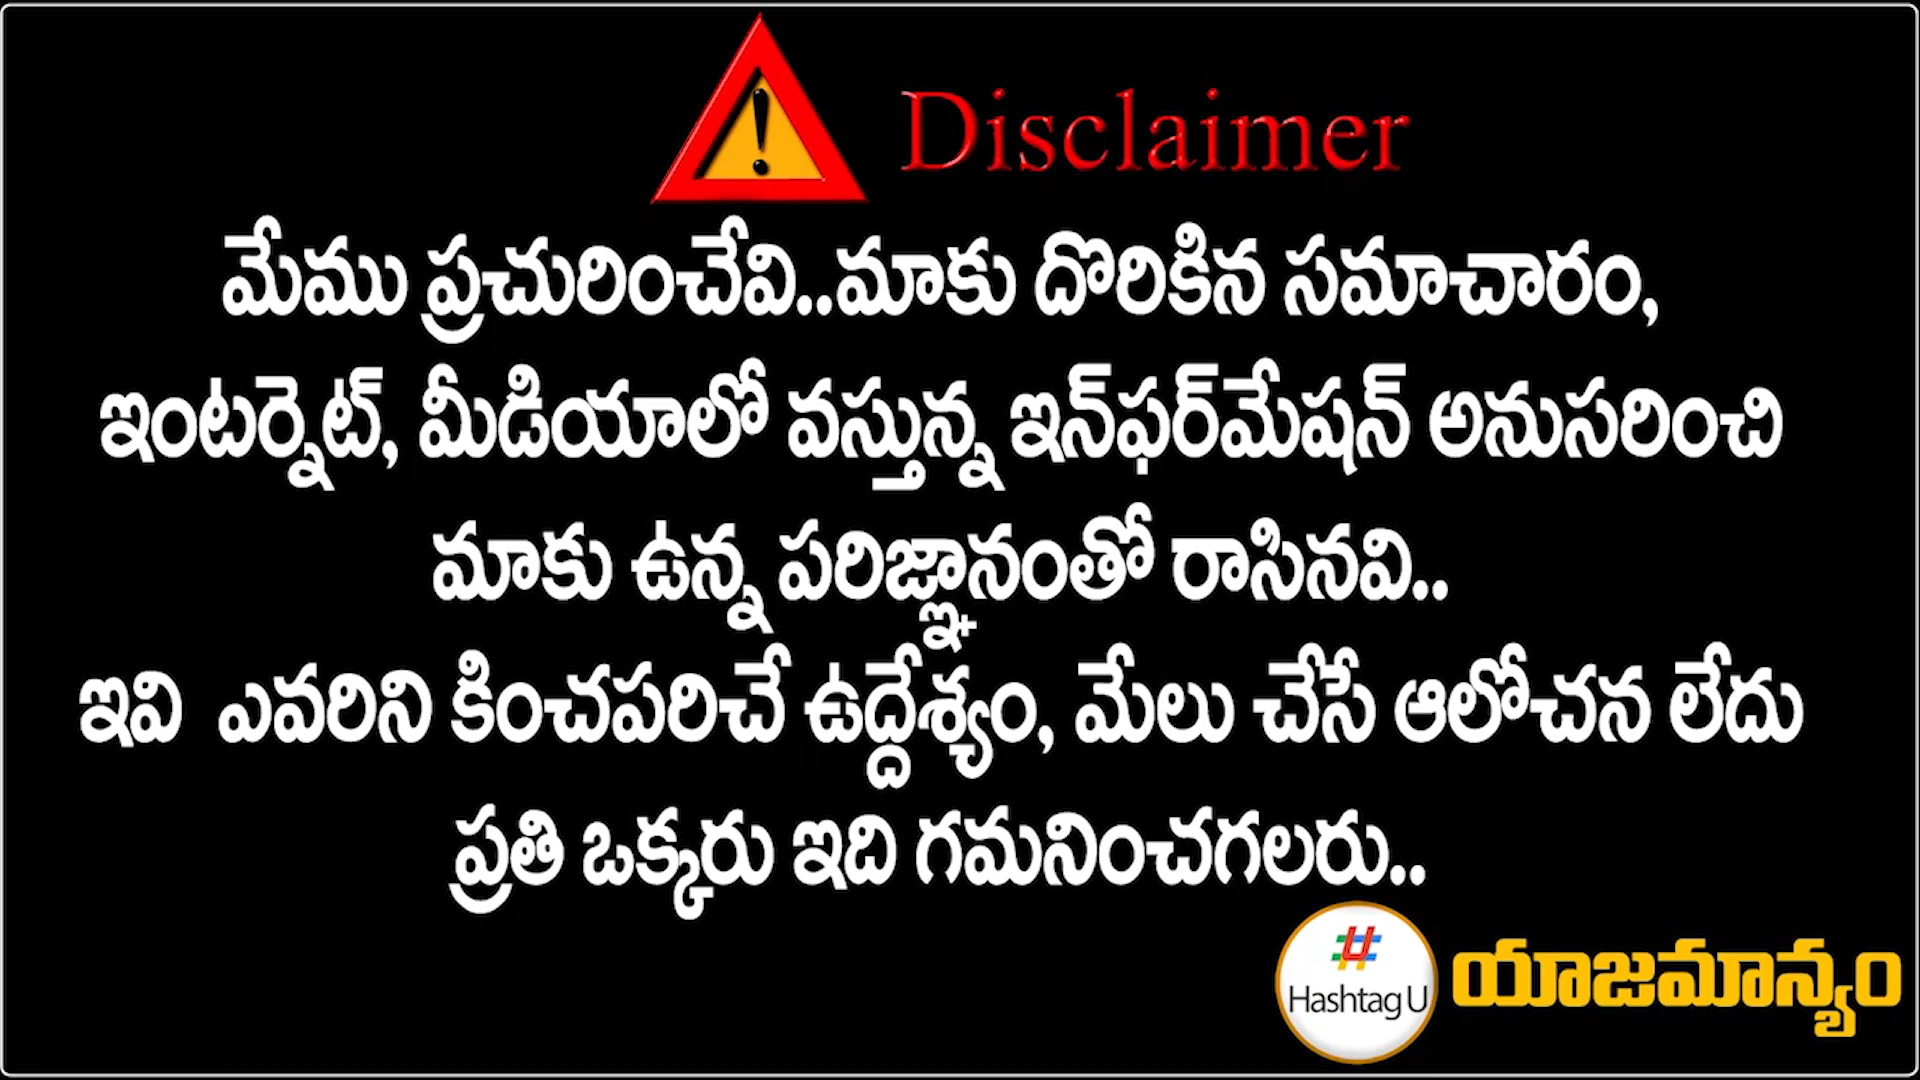 Disclaimer
మేము ప్రచురించేవి..మాకు దొరికిన సమాచారం,
ఇంటర్నెట్, మీడియాలో వస్తున్న ఇన్‌ఫర్‌మేషన్ అనుసరించి
మాకు ఉన్న పరిజ్ఞానంతో రాసినవి..
ఇవి ఎవరిని కించపరిచే ఉద్దేశ్యం, మేలు చేసే ఆలోచన లేదు
ప్రతి ఒక్కరు ఇది గమనించగలరు..
Hashtag U యాజమాన్యం